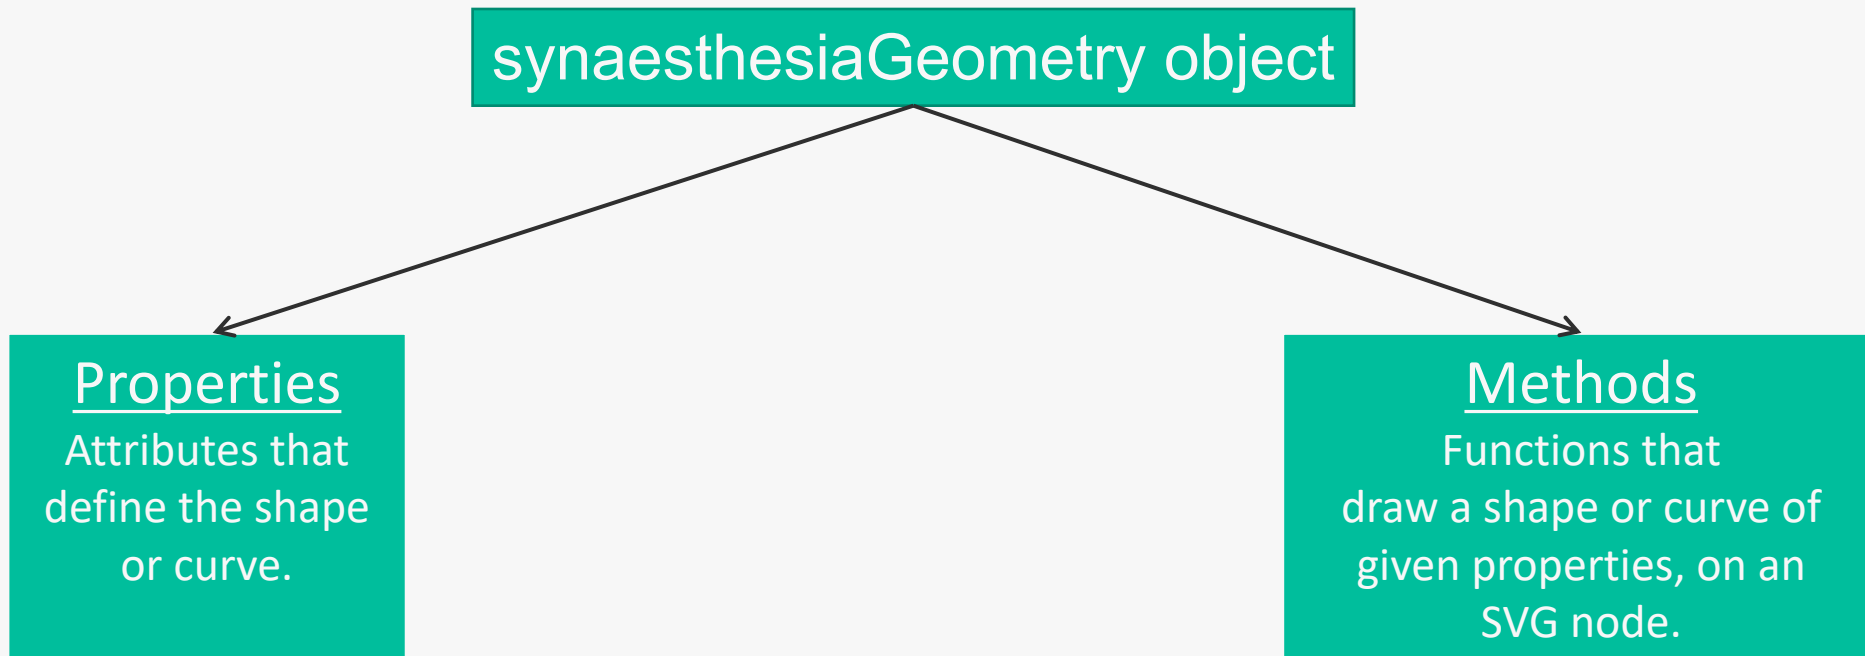 synaesthesiaGeometry object
Properties
Attributes that
define the shape
or curve.
Methods
Functions that
draw a shape or curve of
given properties, on an
SVG node.